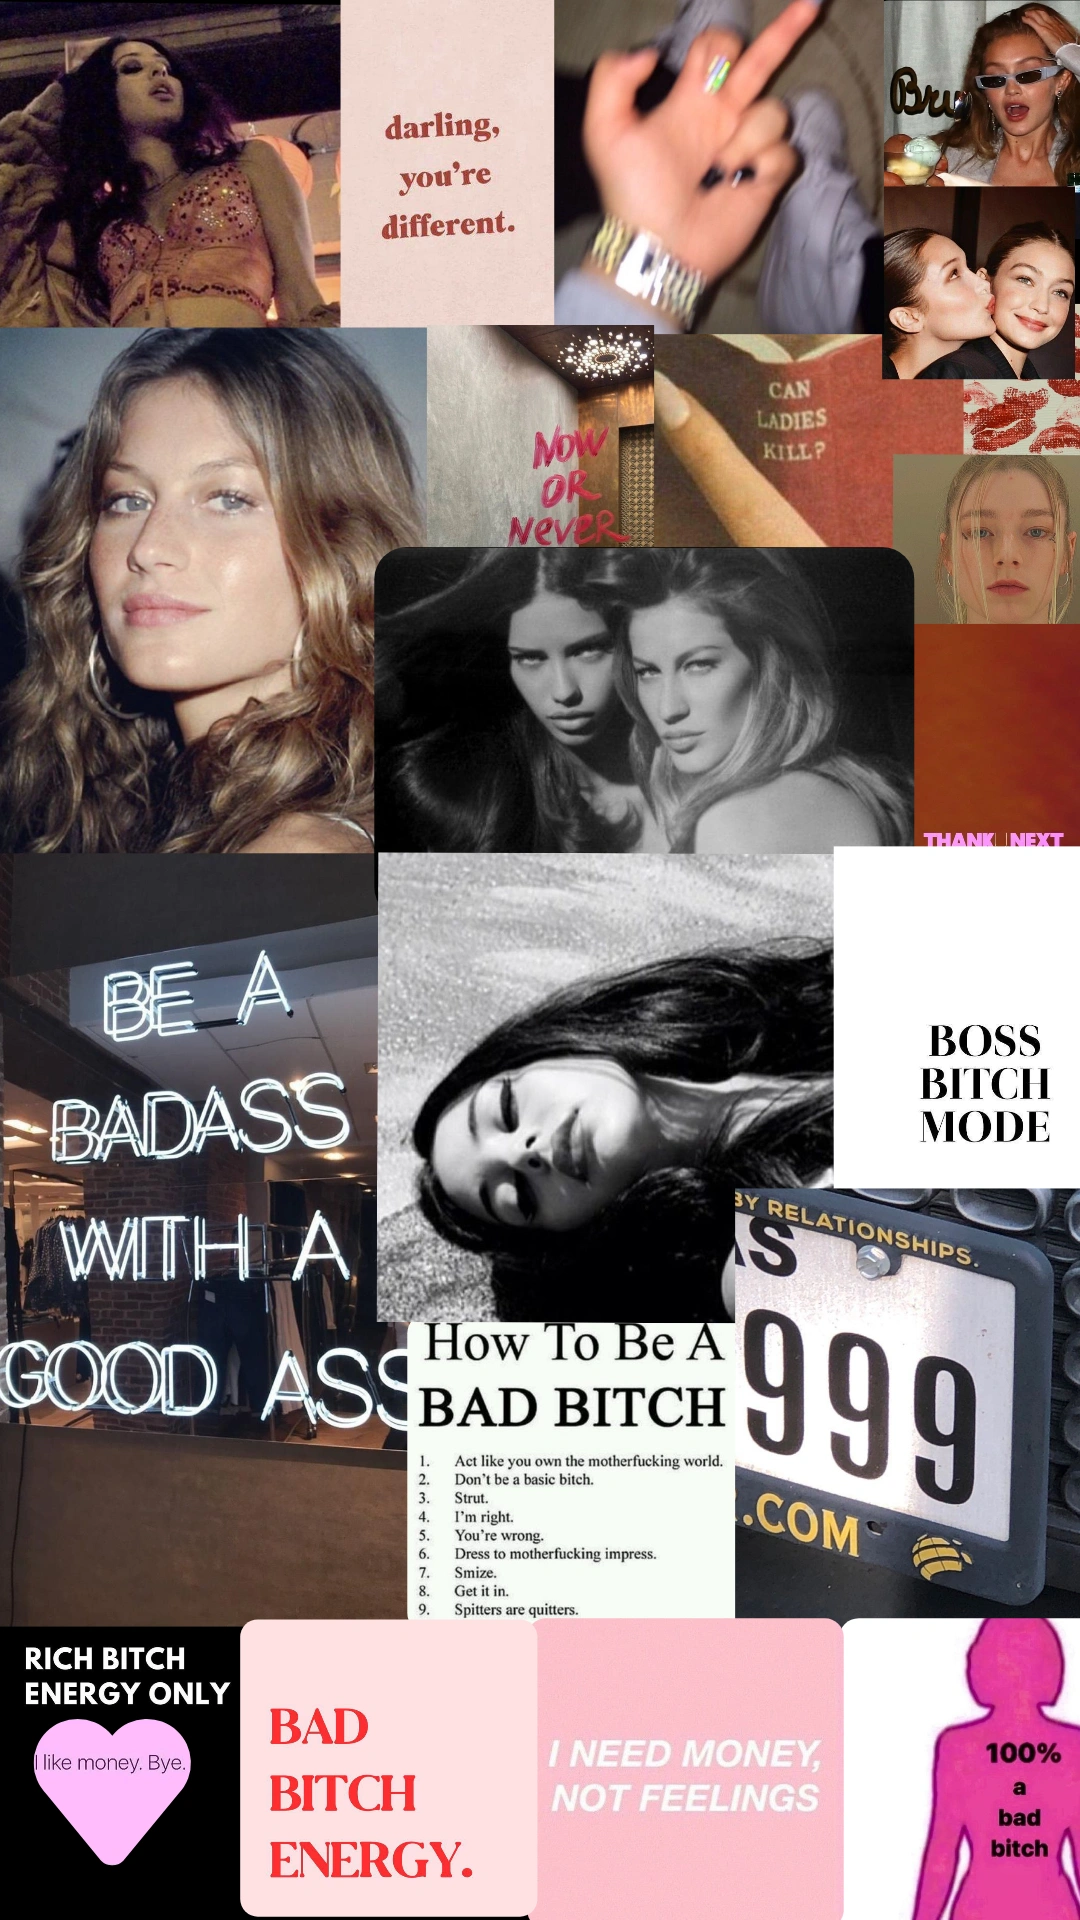 darling,
you're
different.
Bru
NOW
OR
NEVER
CAN
LADIES
KILL?
THANK U NEXT
BE A
BADASS
WITH A
GOOD ASS
BOSS
BITCH
MODE
BY RELATIONSHIPS.
AS
999
.COM
How To Be A
BAD BITCH
1. Act like you own the motherfucking world.
2. Don't be a basic bitch.
3. Strut.
4. I'm right.
5. You're wrong.
6. Dress to motherfucking impress.
7. Smize.
8. Get it in.
9. Spitters are quitters.
RICH BITCH
ENERGY ONLY
I like money. Bye.
BAD
BITCH
ENERGY.
I NEED MONEY,
NOT FEELINGS
100%
a
bad
bitch